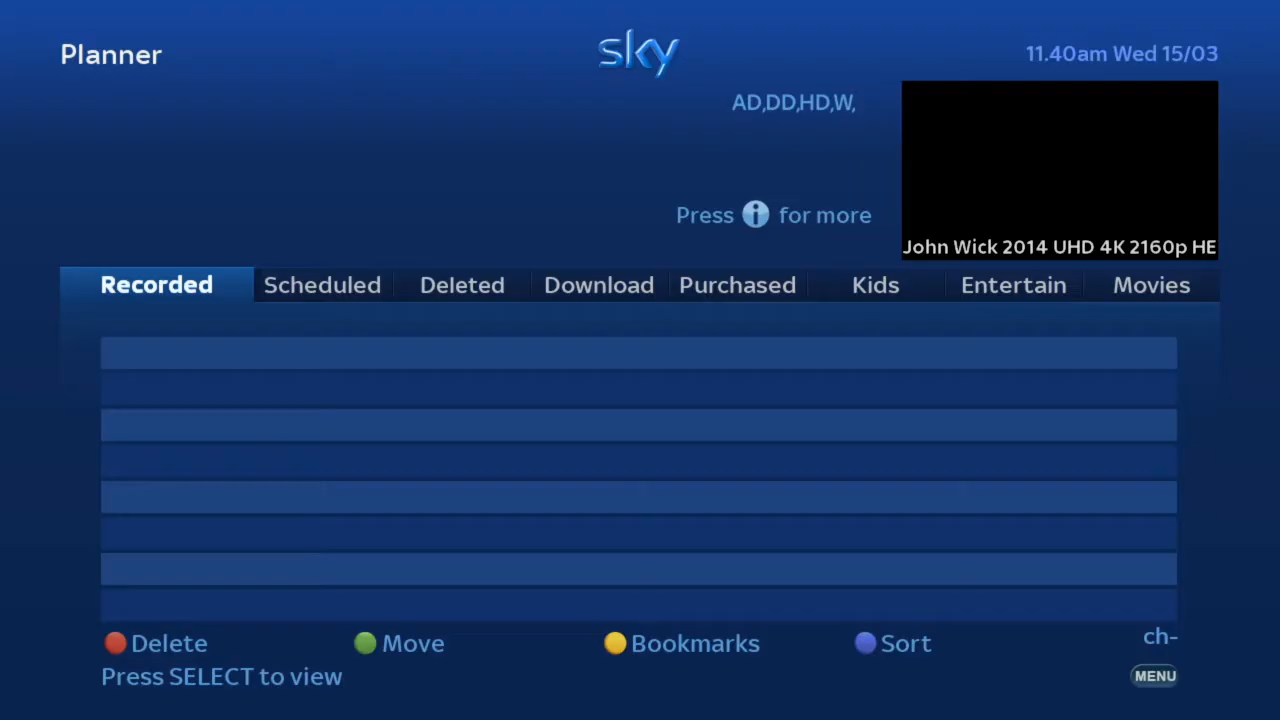 Planner
sky
11.40am Wed 15/03
AD,DD,HD,W,
Press i for more
John Wick 2014 UHD 4K 2160p HE
Recorded Scheduled Deleted Download Purchased Kids Entertain Movies
Delete Move Bookmarks Sort
ch-
Press SELECT to view
MENU